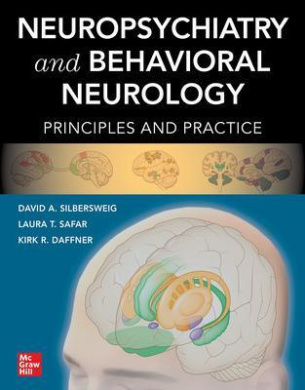 NEUROPSYCHIATRY
and BEHAVIORAL
NEUROLOGY
PRINCIPLES AND PRACTICE
DAVID A. SILBERSWEIG
LAURA T. SAFAR
KIRK R. DAFFNER
Mc
Graw
Hill